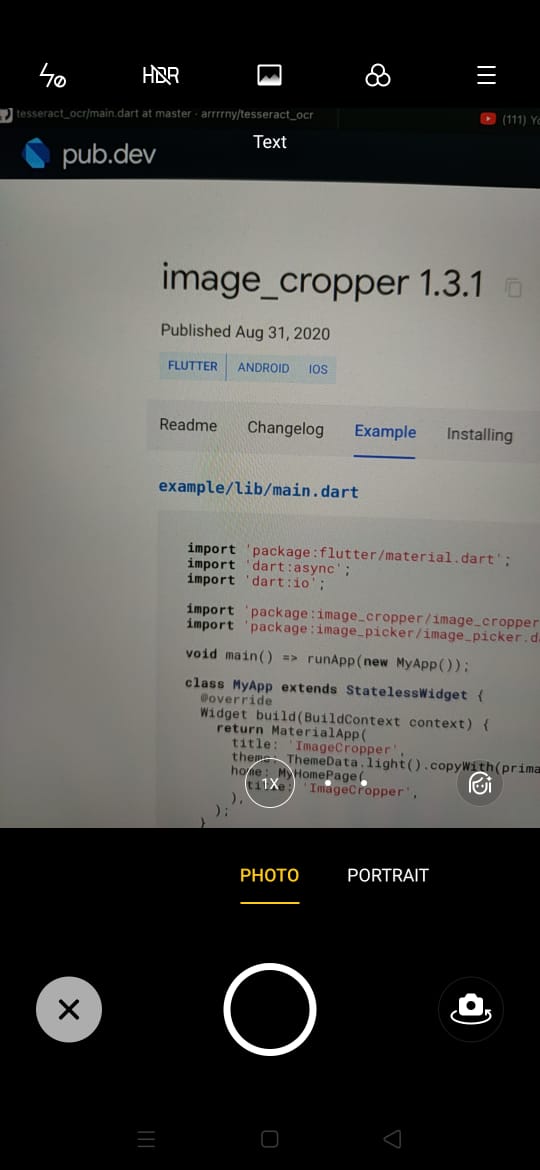 HDR
tesseract_ocr/main.dart at master · arrrrny/tesseract_ocr
(111) Yo
Text
pub.dev
image_cropper 1.3.1
Published Aug 31, 2020
FLUTTER ANDROID IOS
Readme Changelog Example Installing
example/lib/main.dart
import 'package:flutter/material.dart';
import 'dart:async';
import 'dart:io';
import 'package:image_cropper/image_cropper
import 'package:image_picker/image_picker.d
void main() => runApp(new MyApp());
class MyApp extends StatelessWidget {
@override
Widget build(BuildContext context) {
return MaterialApp(
title: 'ImageCropper',
theme: ThemeData.light().copyWith(prima
home: MyHomePage(
title: 'ImageCropper',
),
);
}
1X
PHOTO PORTRAIT